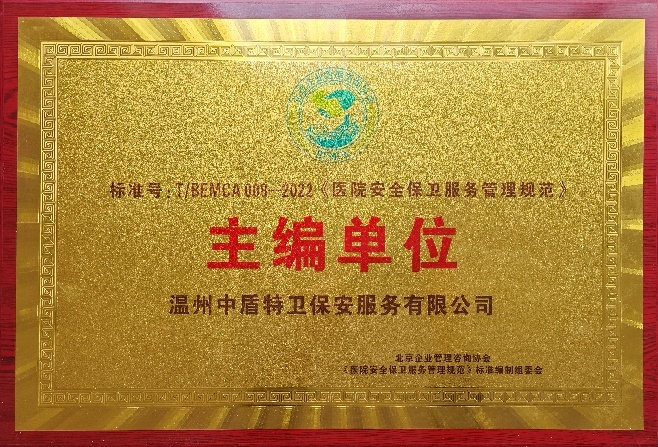 标准号：T/BEMCA 008—2022《医院安全保卫服务管理规范》
主编单位
温州中盾特卫保安服务有限公司
北京企业管理咨询协会
《医院安全保卫服务管理规范》标准编制组委会